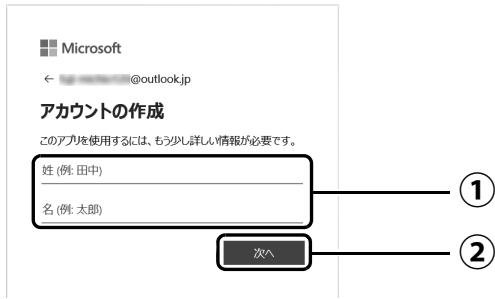 Microsoft
← @outlook.jp
アカウントの作成
このアプリを使用するには、もう少し詳しい情報が必要です。
姓 (例: 田中)
①
名 (例: 太郎)
次へ
②